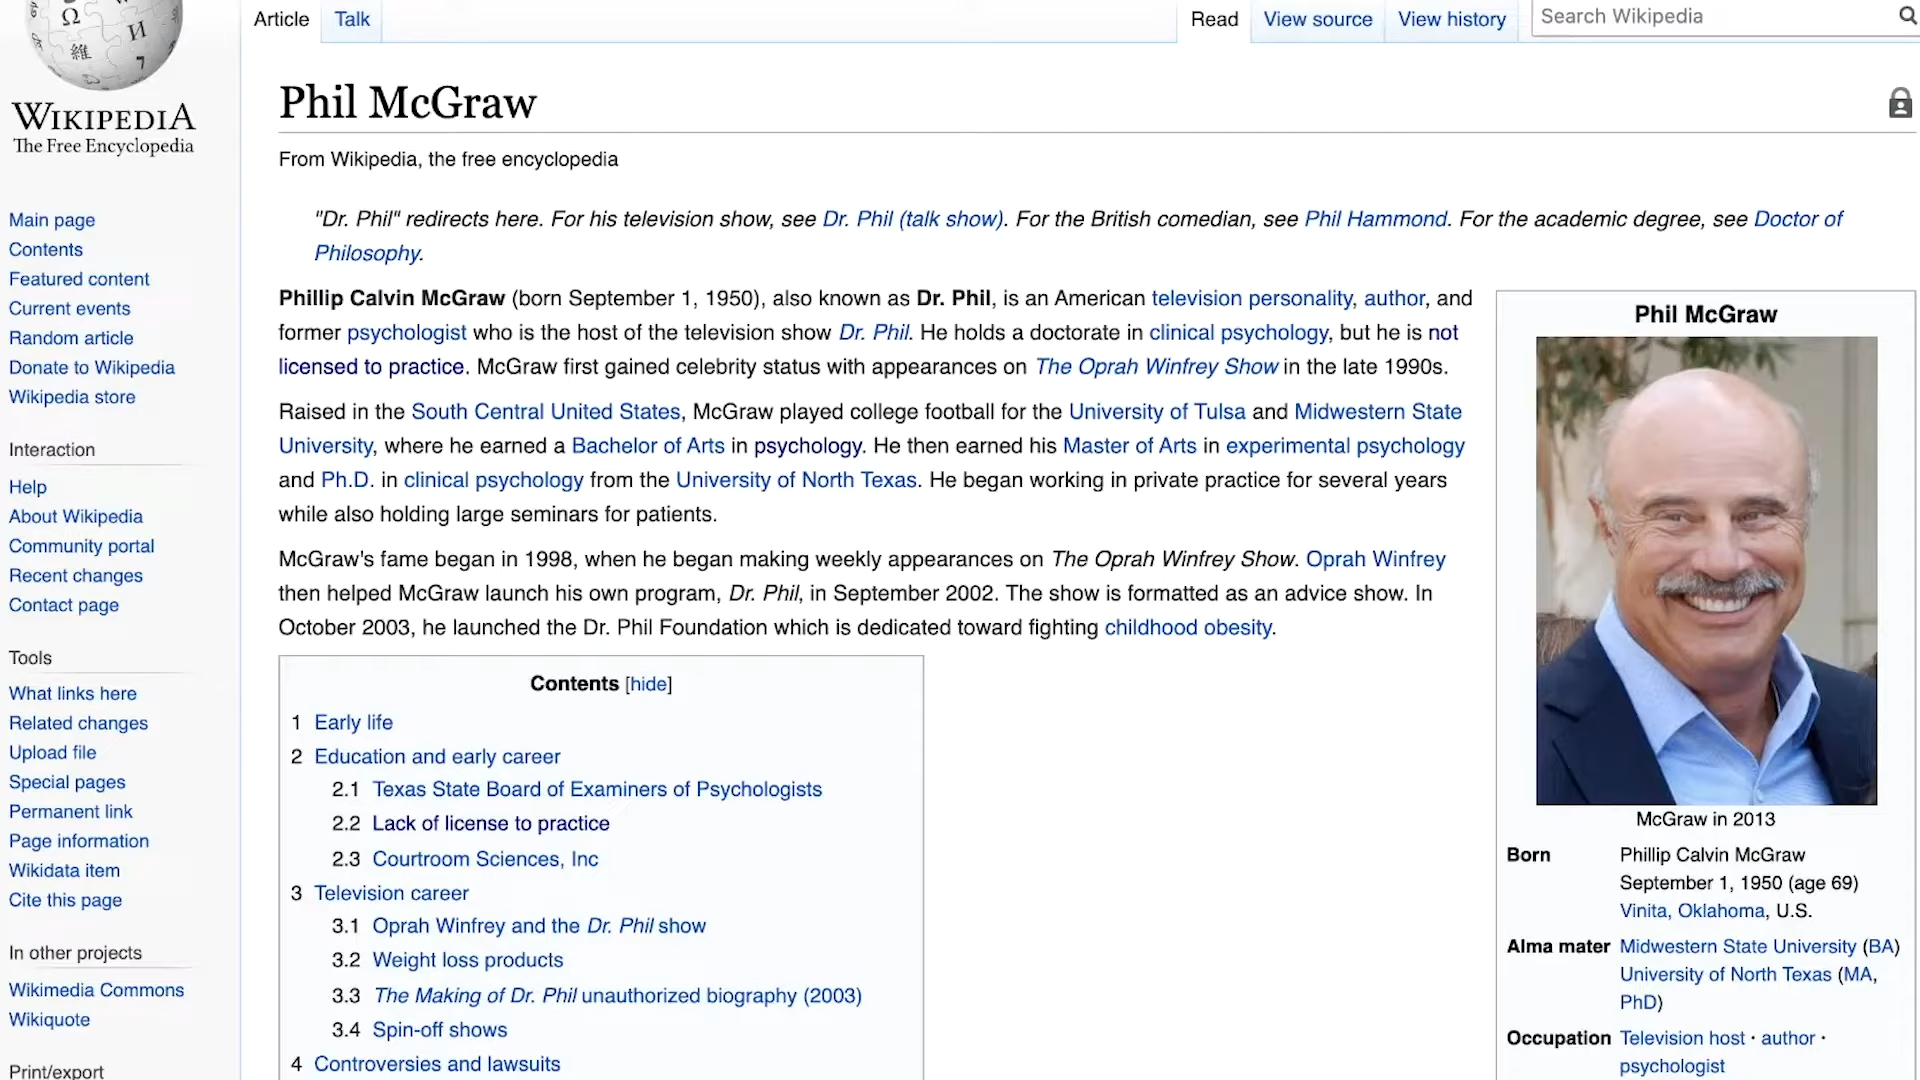 Article
Talk
Read
View source
View history
Search Wikipedia
Ω
И
維
7
WIKIPEDIA
The Free Encyclopedia
Main page
Contents
Featured content
Current events
Random article
Donate to Wikipedia
Wikipedia store
Interaction
Help
About Wikipedia
Community portal
Recent changes
Contact page
Tools
What links here
Related changes
Upload file
Special pages
Permanent link
Page information
Wikidata item
Cite this page
In other projects
Wikimedia Commons
Wikiquote
Print/export
Phil McGraw
From Wikipedia, the free encyclopedia
"Dr. Phil" redirects here. For his television show, see Dr. Phil (talk show). For the British comedian, see Phil Hammond. For the academic degree, see Doctor of
Philosophy.
Phillip Calvin McGraw (born September 1, 1950), also known as Dr. Phil, is an American television personality, author, and
former psychologist who is the host of the television show Dr. Phil. He holds a doctorate in clinical psychology, but he is not
licensed to practice. McGraw first gained celebrity status with appearances on The Oprah Winfrey Show in the late 1990s.
Raised in the South Central United States, McGraw played college football for the University of Tulsa and Midwestern State
University, where he earned a Bachelor of Arts in psychology. He then earned his Master of Arts in experimental psychology
and Ph.D. in clinical psychology from the University of North Texas. He began working in private practice for several years
while also holding large seminars for patients.
McGraw's fame began in 1998, when he began making weekly appearances on The Oprah Winfrey Show. Oprah Winfrey
then helped McGraw launch his own program, Dr. Phil, in September 2002. The show is formatted as an advice show. In
October 2003, he launched the Dr. Phil Foundation which is dedicated toward fighting childhood obesity.
Contents [hide]
1 Early life
2 Education and early career
2.1 Texas State Board of Examiners of Psychologists
2.2 Lack of license to practice
2.3 Courtroom Sciences, Inc
3 Television career
3.1 Oprah Winfrey and the Dr. Phil show
3.2 Weight loss products
3.3 The Making of Dr. Phil unauthorized biography (2003)
3.4 Spin-off shows
4 Controversies and lawsuits
Phil McGraw
McGraw in 2013
Born Phillip Calvin McGraw
September 1, 1950 (age 69)
Vinita, Oklahoma, U.S.
Alma mater Midwestern State University (BA)
University of North Texas (MA,
PhD)
Occupation Television host · author ·
psychologist